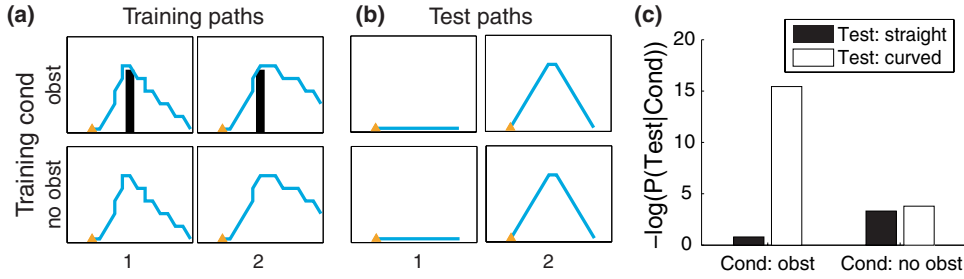 (a) Training paths
Training cond
obst
no obst
1 2
(b) Test paths
1 2
(c)
−log(P(Test|Cond))
20
15
10
5
0
Test: straight
Test: curved
Cond: obst Cond: no obst